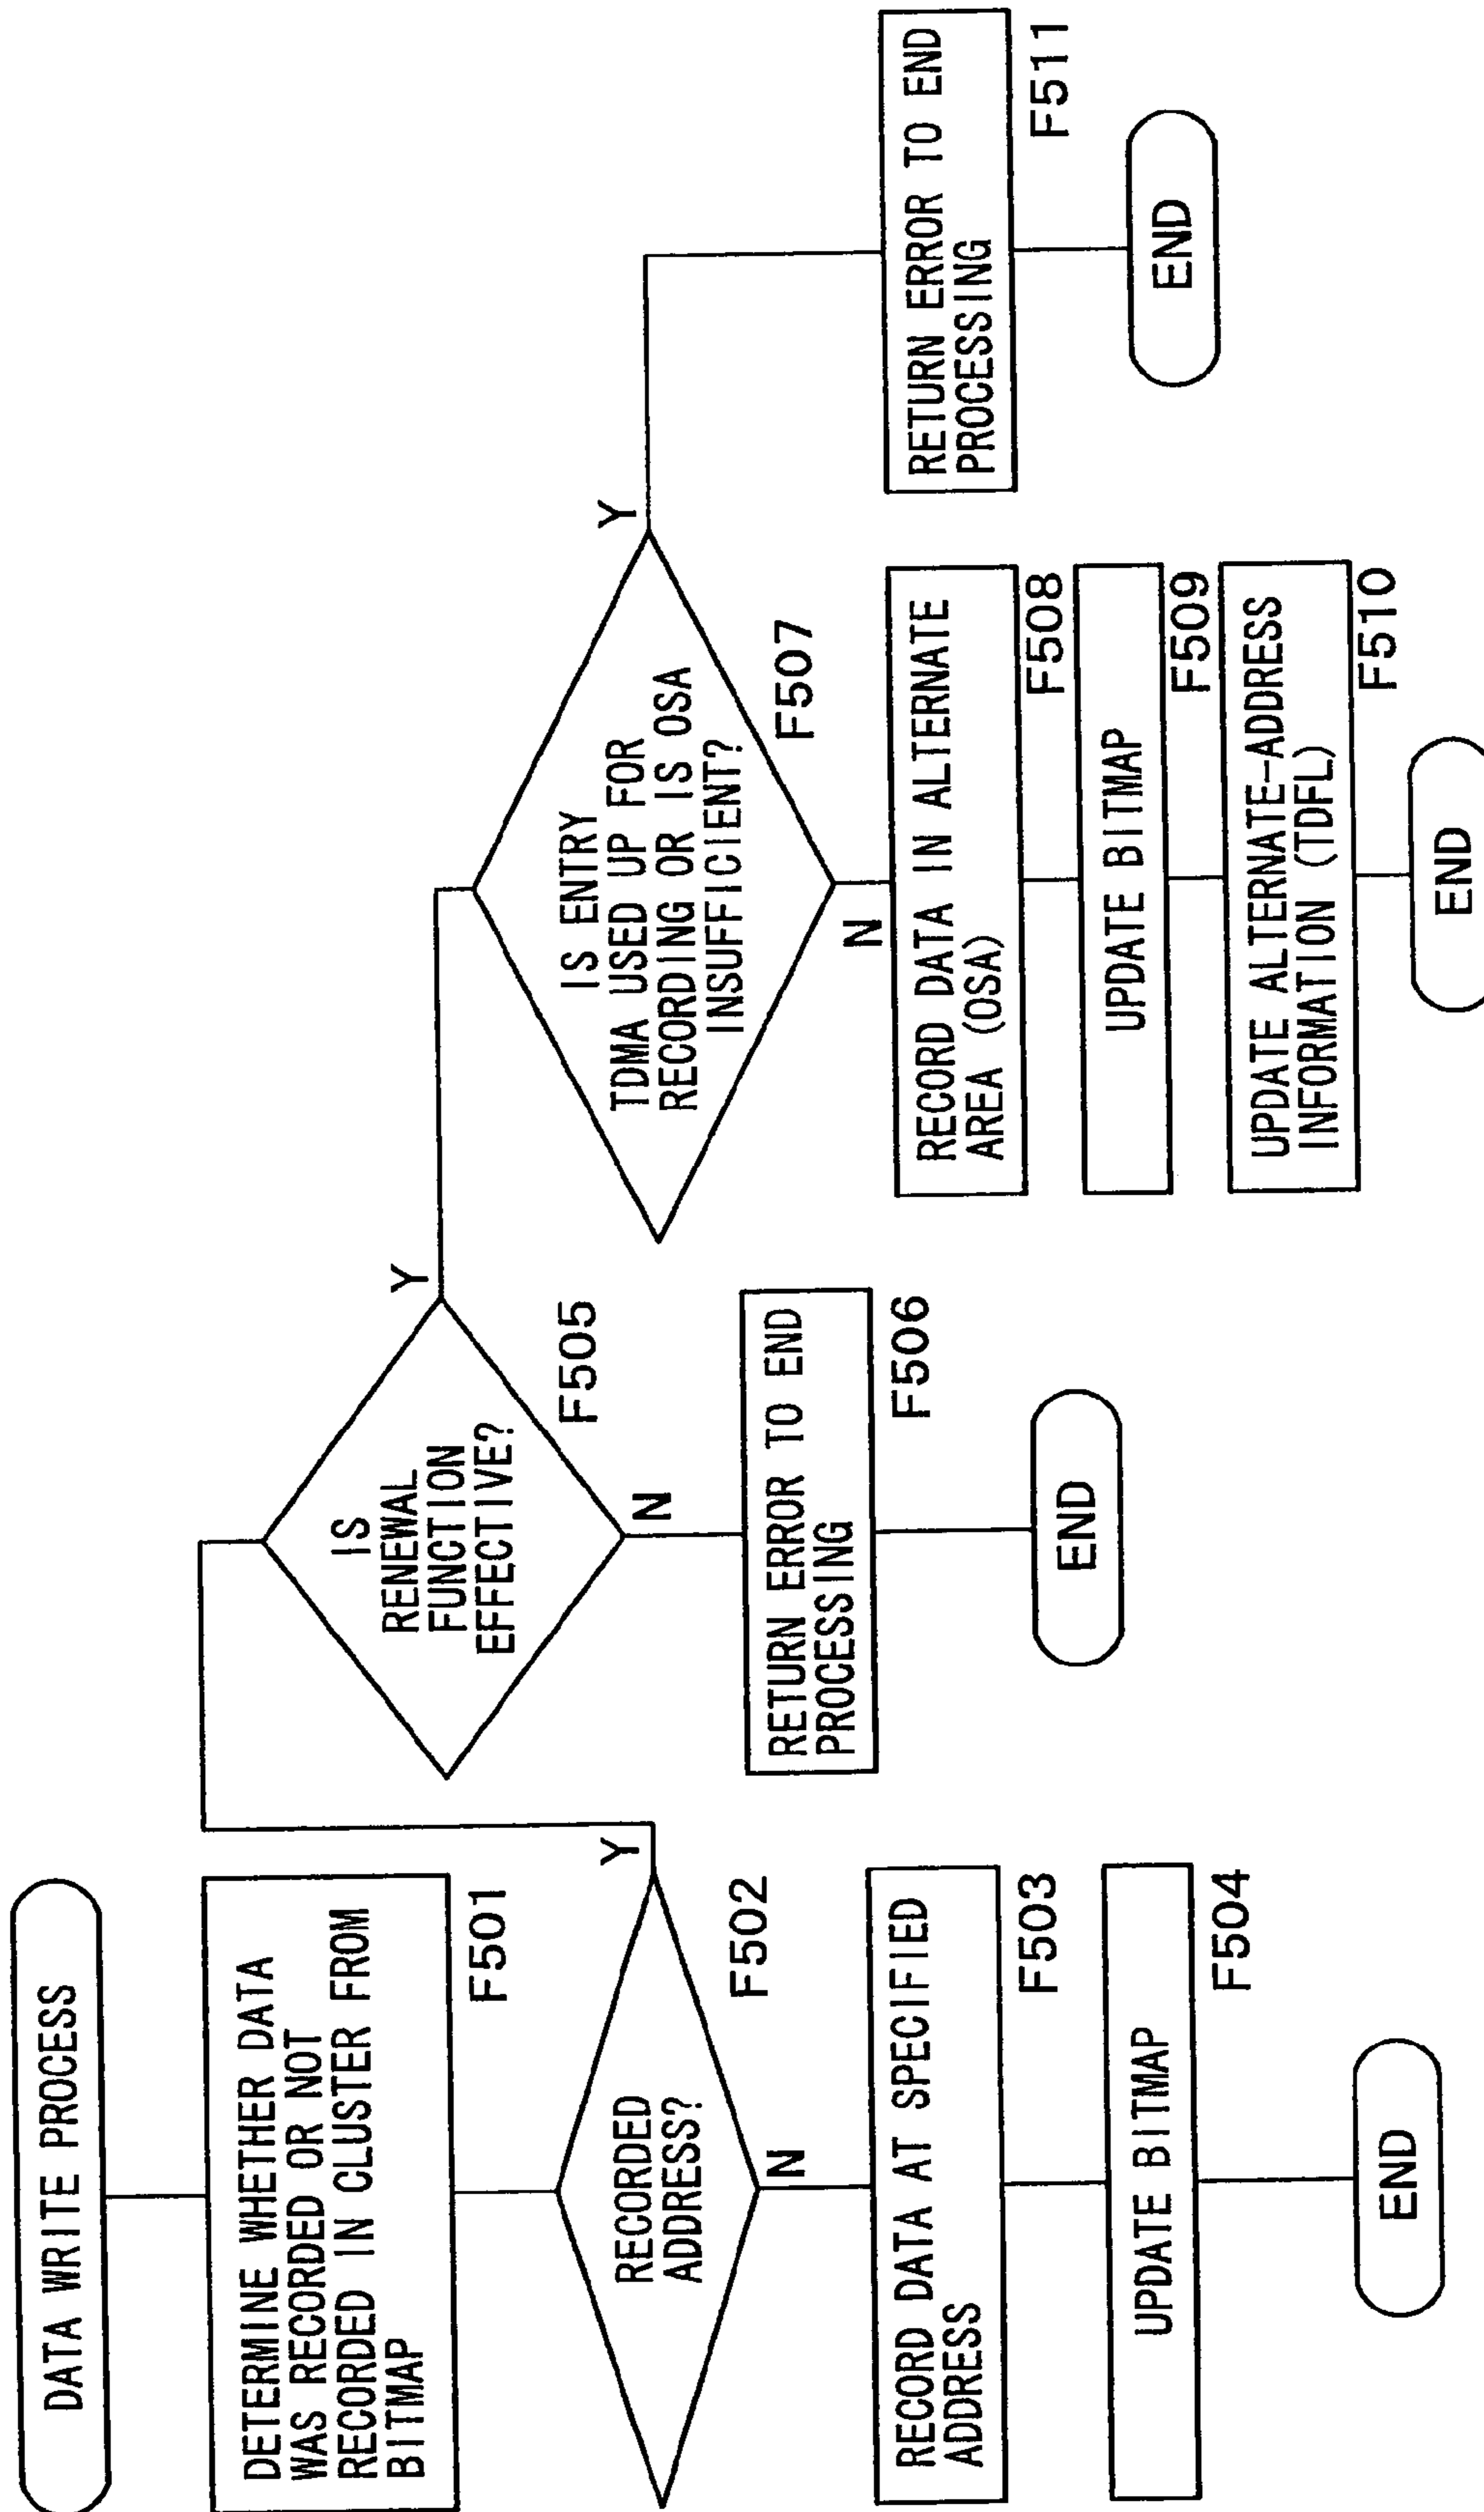 DATA WRITE PROCESS
DETERMINE WHETHER DATA
WAS RECORDED OR NOT
RECORDED IN CLUSTER FROM
BITMAP
F501
RECORDED
ADDRESS?
Y
F502
N
RECORD DATA AT SPECIFIED
ADDRESS
F503
UPDATE BITMAP
F504
END
IS
RENEWAL
FUNCTION
EFFECTIVE?
Y
F505
N
RETURN ERROR TO END
PROCESSING
F506
END
IS ENTRY
TDMA USED UP FOR
RECORDING OR IS OSA
INSUFFICIENT?
Y
F507
N
RECORD DATA IN ALTERNATE
AREA (OSA)
F508
UPDATE BITMAP
F509
UPDATE ALTERNATE-ADDRESS
INFORMATION (TDFL)
F510
END
RETURN ERROR TO END
PROCESSING
F511
END